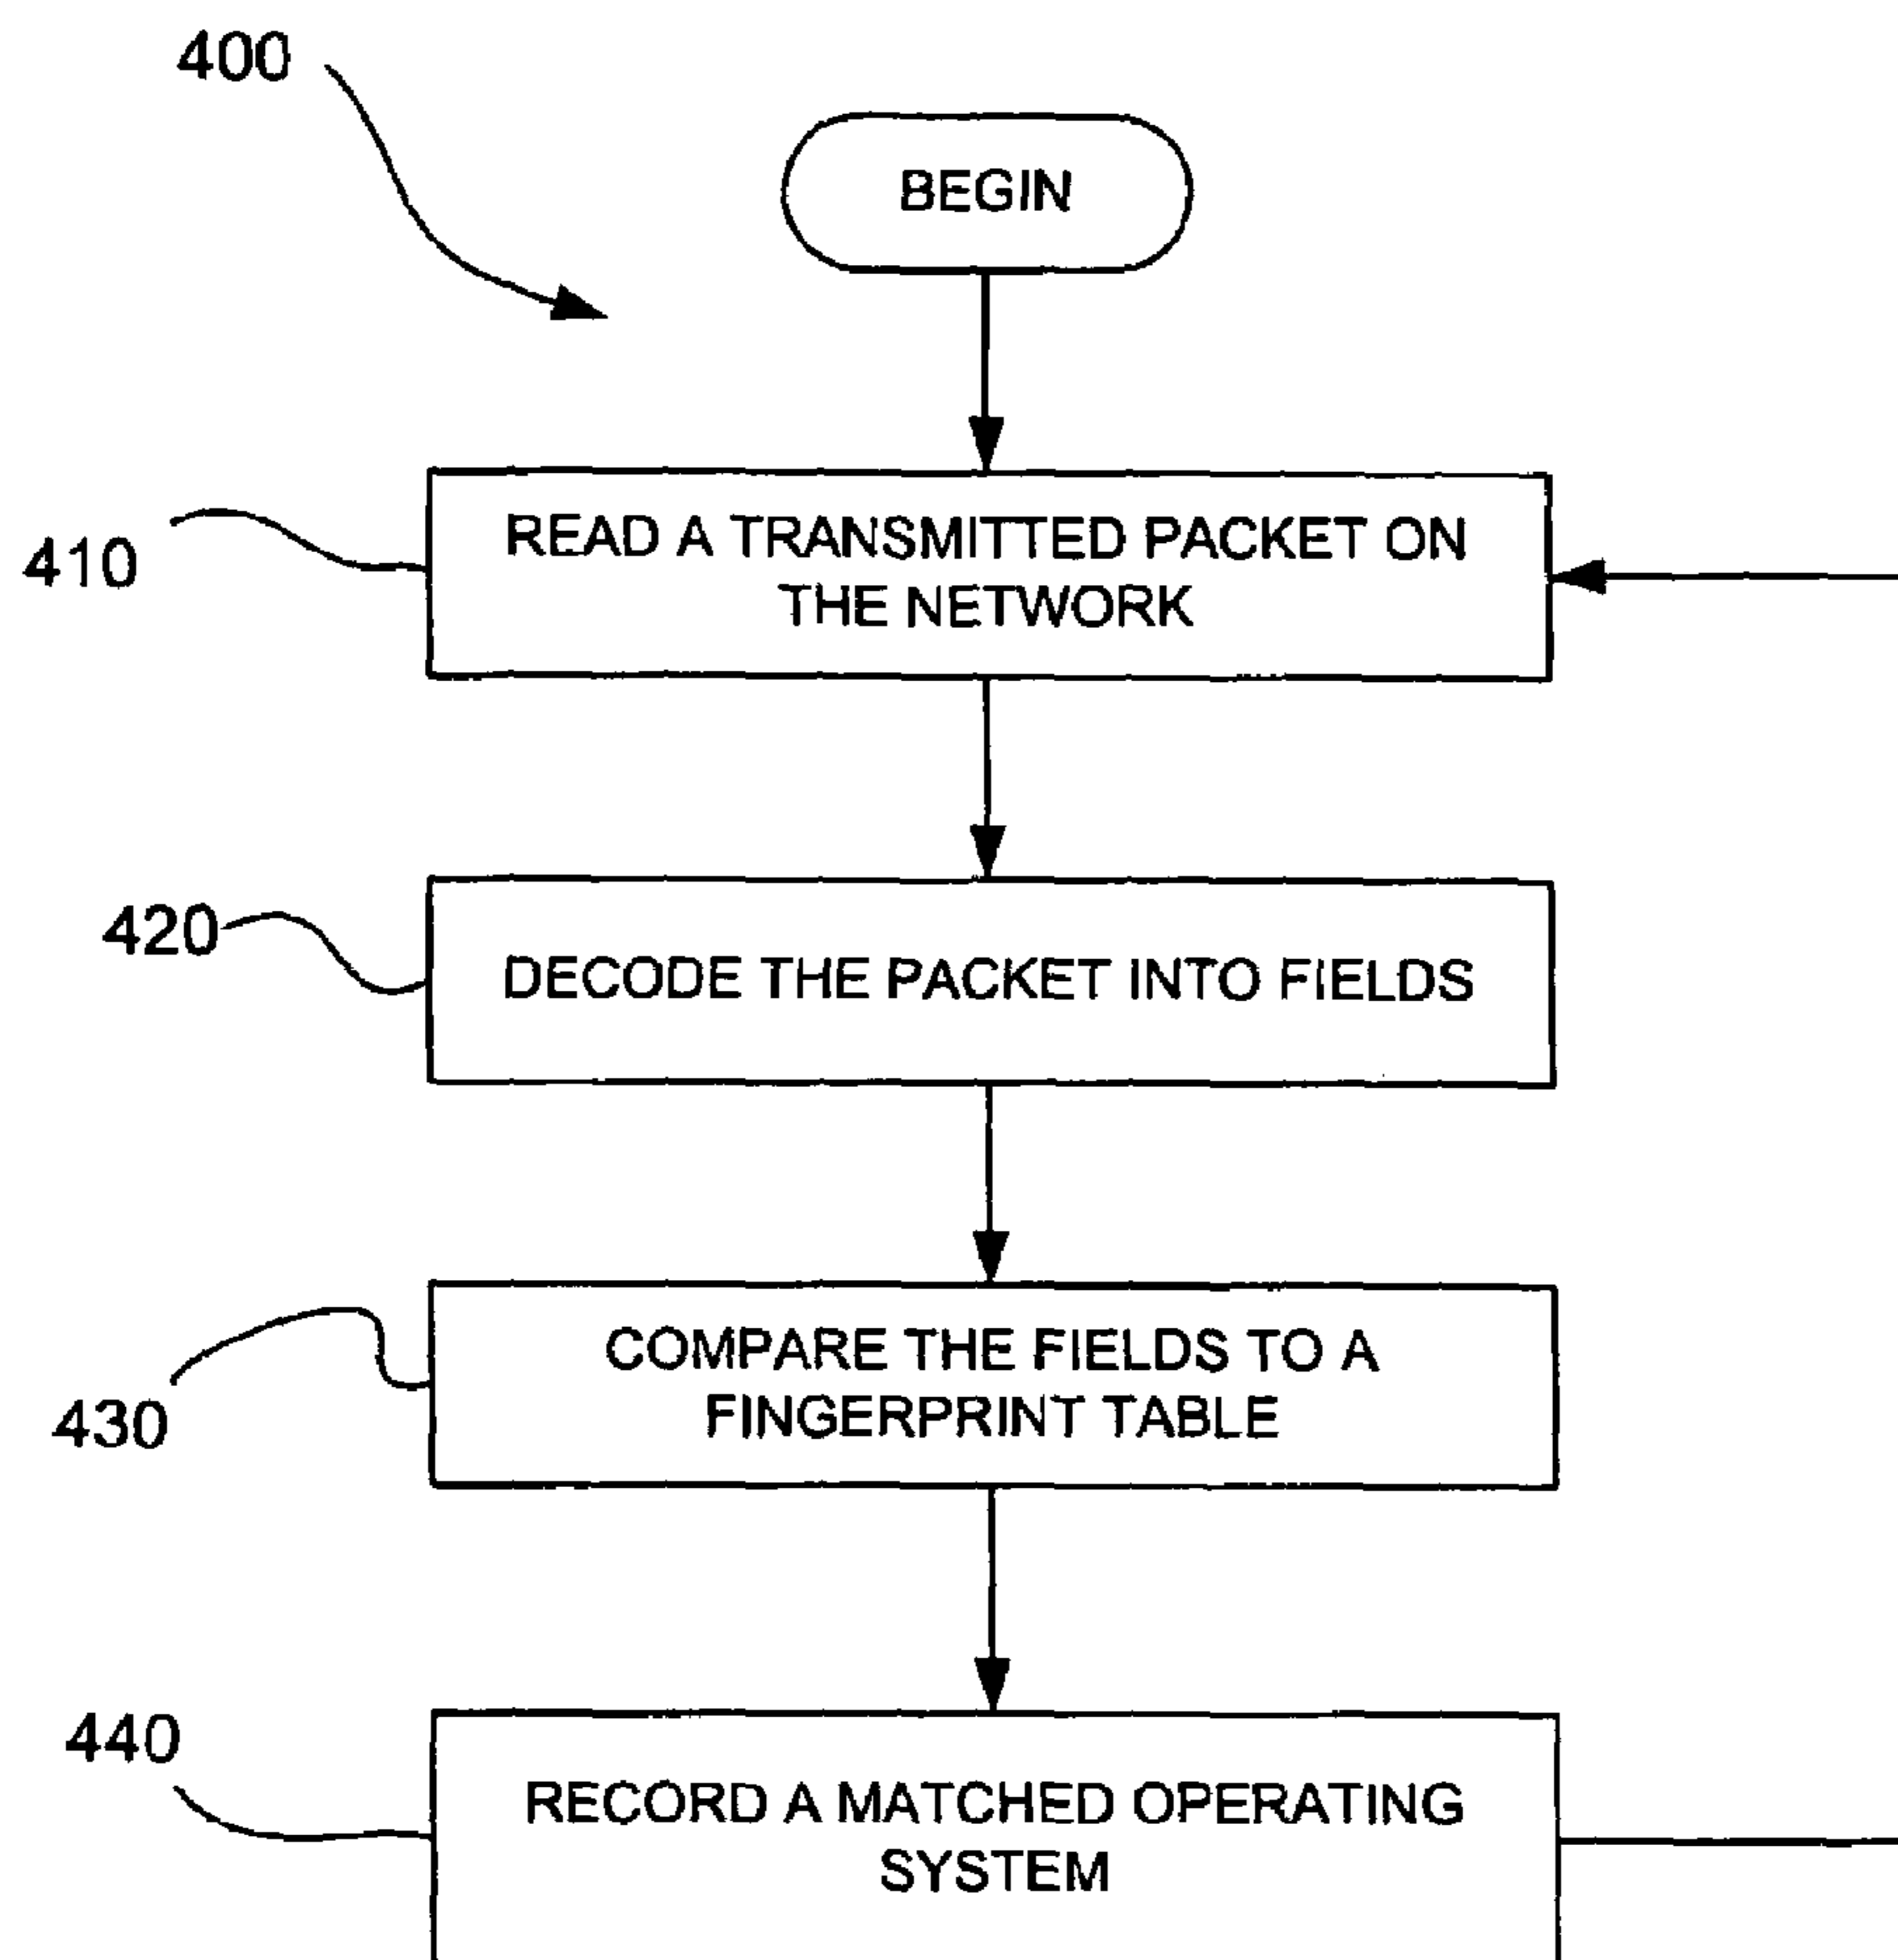 400
BEGIN
410
READ A TRANSMITTED PACKET ON
THE NETWORK
420
DECODE THE PACKET INTO FIELDS
430
COMPARE THE FIELDS TO A
FINGERPRINT TABLE
440
RECORD A MATCHED OPERATING
SYSTEM